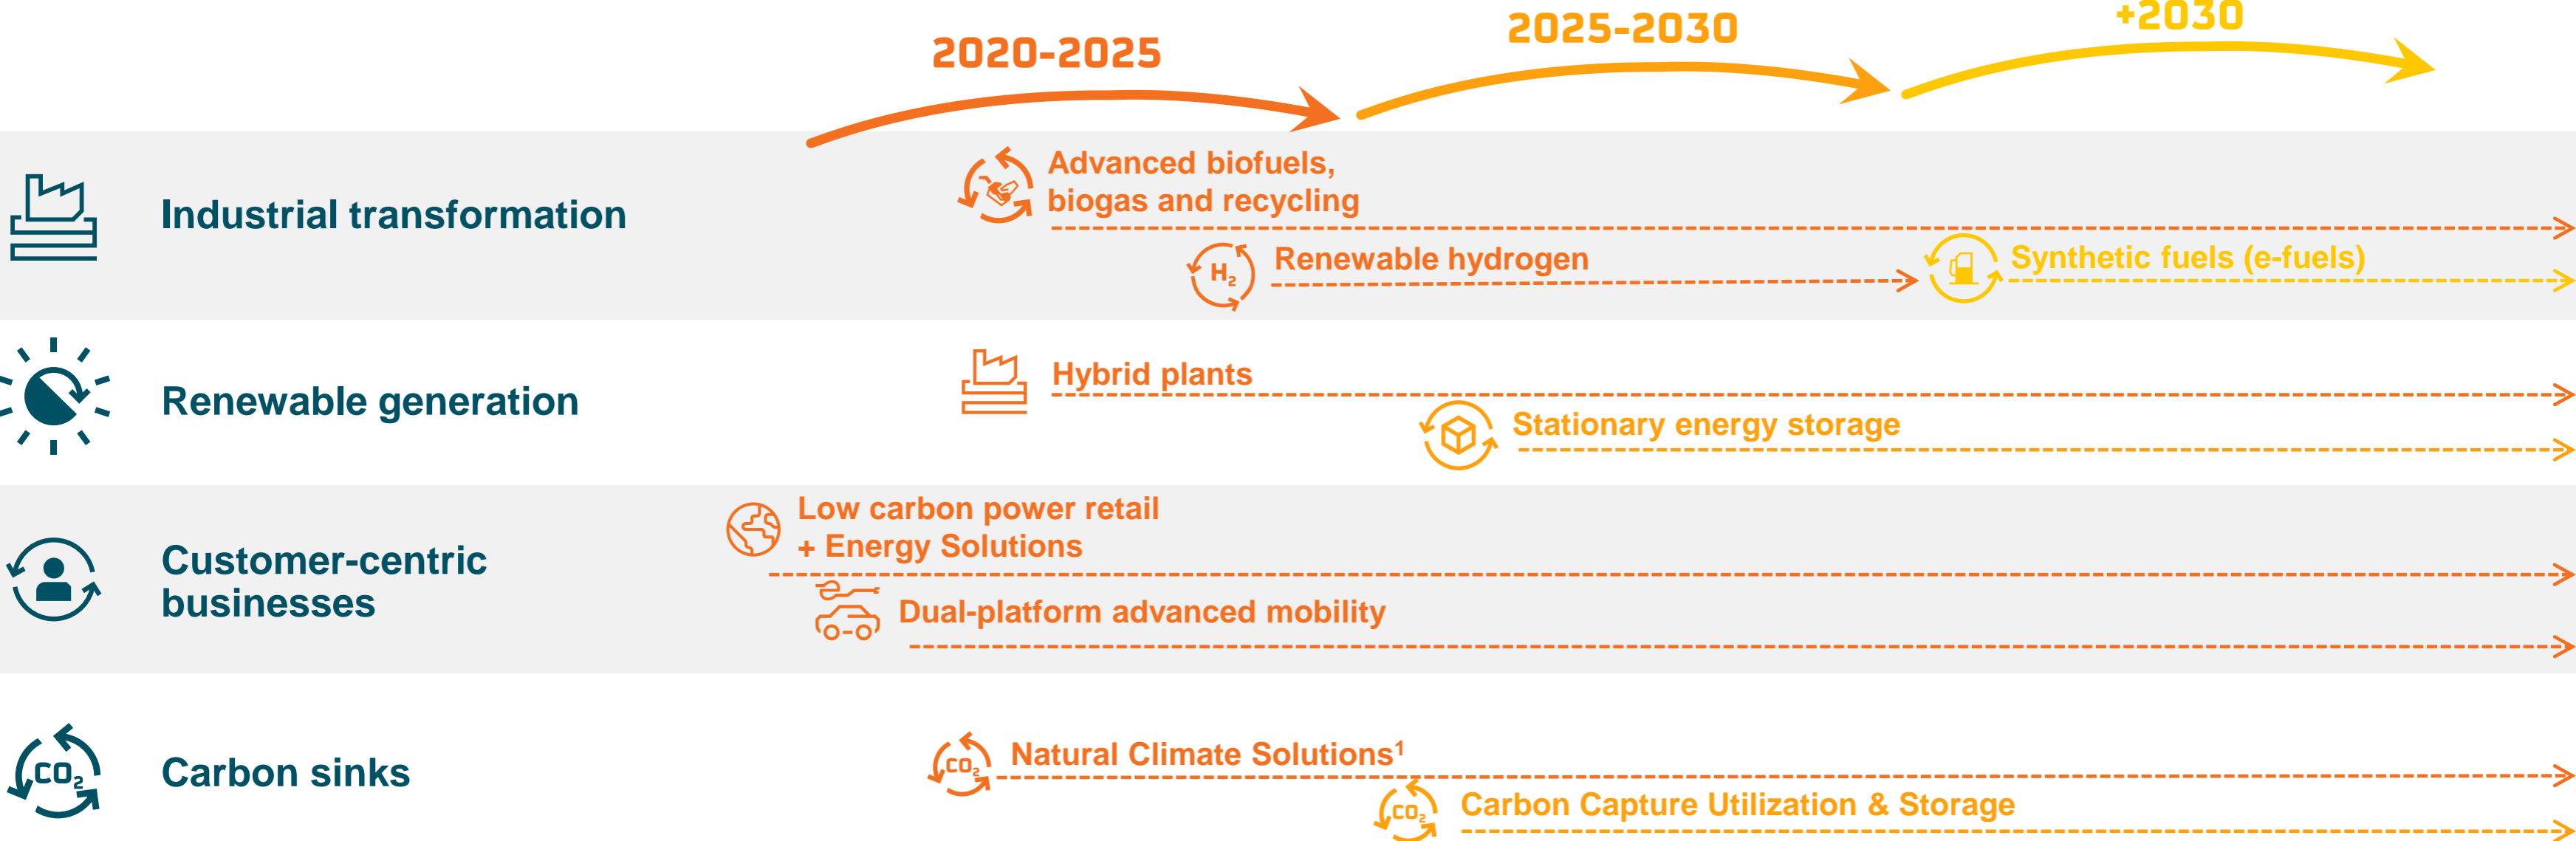 2020-2025
2025-2030
+2030
Industrial transformation
Advanced biofuels,
biogas and recycling
H₂
Renewable hydrogen
Synthetic fuels (e-fuels)
Renewable generation
Hybrid plants
Stationary energy storage
Customer-centric
businesses
Low carbon power retail
+ Energy Solutions
Dual-platform advanced mobility
CO₂
Carbon sinks
CO₂
Natural Climate Solutions¹
CO₂
Carbon Capture Utilization & Storage